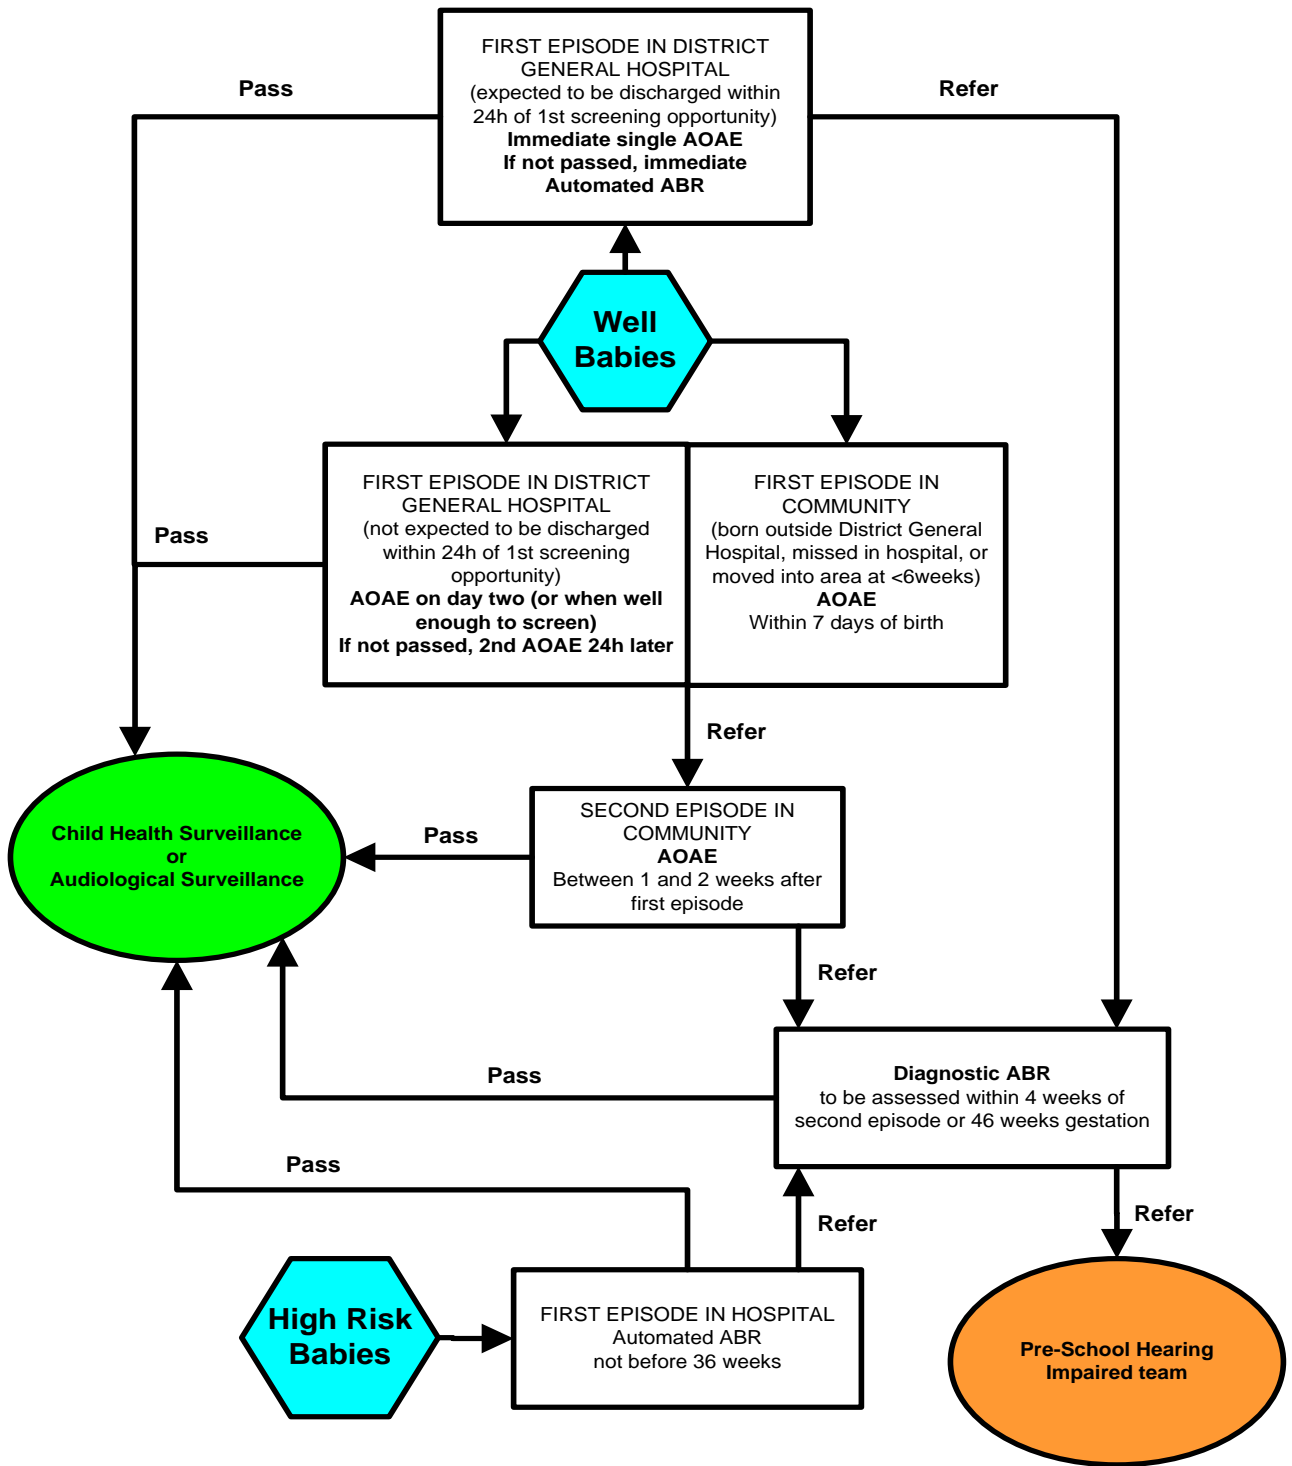 FIRST EPISODE IN DISTRICT
GENERAL HOSPITAL
(expected to be discharged within
24h of 1st screening opportunity)
Immediate single AOAE
If not passed, immediate
Automated ABR
Pass
Refer
Well
Babies
FIRST EPISODE IN DISTRICT
GENERAL HOSPITAL
(not expected to be discharged
within 24h of 1st screening
opportunity)
AOAE on day two (or when well
enough to screen)
If not passed, 2nd AOAE 24h later
FIRST EPISODE IN
COMMUNITY
(born outside District General
Hospital, missed in hospital, or
moved into area at <6weeks)
AOAE
Within 7 days of birth
Pass
Refer
Child Health Surveillance
or
Audiological Surveillance
Pass
SECOND EPISODE IN
COMMUNITY
AOAE
Between 1 and 2 weeks after
first episode
Refer
Pass
Diagnostic ABR
to be assessed within 4 weeks of
second episode or 46 weeks gestation
Pass
Refer
Refer
High Risk
Babies
FIRST EPISODE IN HOSPITAL
Automated ABR
not before 36 weeks
Pre-School Hearing
Impaired team